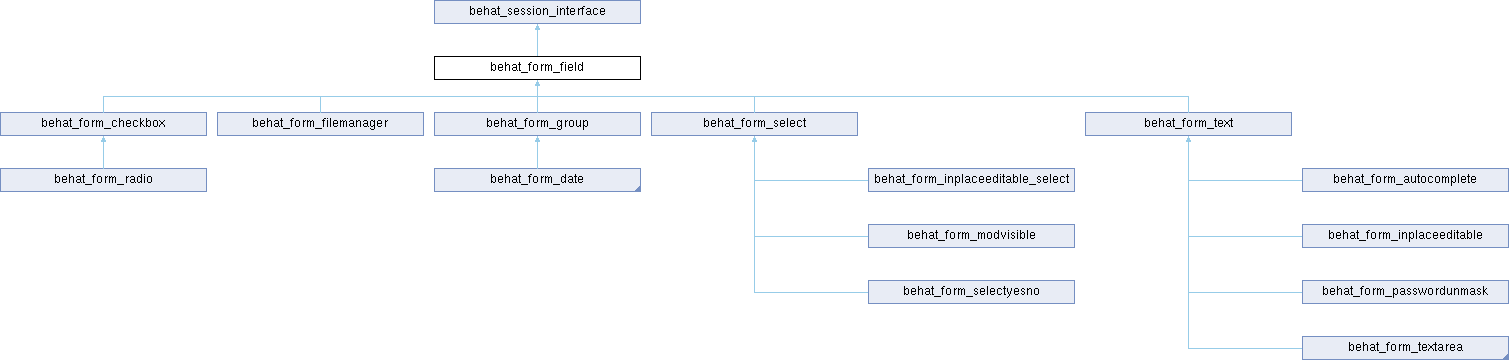 behat_session_interface
behat_form_field
behat_form_checkbox
behat_form_filemanager
behat_form_group
behat_form_select
behat_form_text
behat_form_radio
behat_form_date
behat_form_inplaceeditable_select
behat_form_autocomplete
behat_form_modvisible
behat_form_inplaceeditable
behat_form_selectyesno
behat_form_passwordunmask
behat_form_textarea